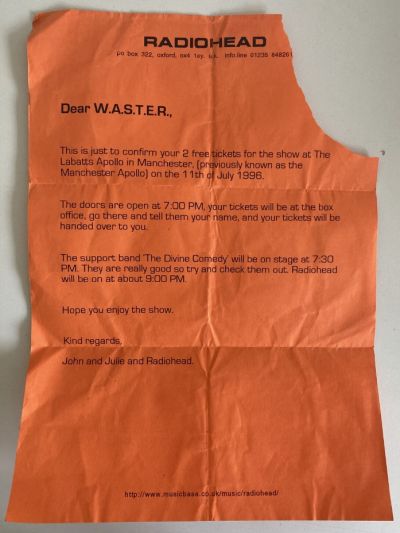 RADIOHEAD
po box 322, oxford, ox4 1ey. u.k. info.line 01235 848261
Dear W.A.S.T.E.R.,
This is just to confirm your 2 free tickets for the show at The
Labatts Apollo in Manchester, (previously known as the
Manchester Apollo) on the 11th of July 1996.
The doors are open at 7:00 PM, your tickets will be at the box
office, go there and tell them your name, and your tickets will be
handed over to you.
The support band 'The Divine Comedy' will be on stage at 7:30
PM. They are really good so try and check them out. Radiohead
will be on at about 9:00 PM.
Hope you enjoy the show.
Kind regards,
John and Julie and Radiohead.
http://www.musicbase.co.uk/music/radiohead/